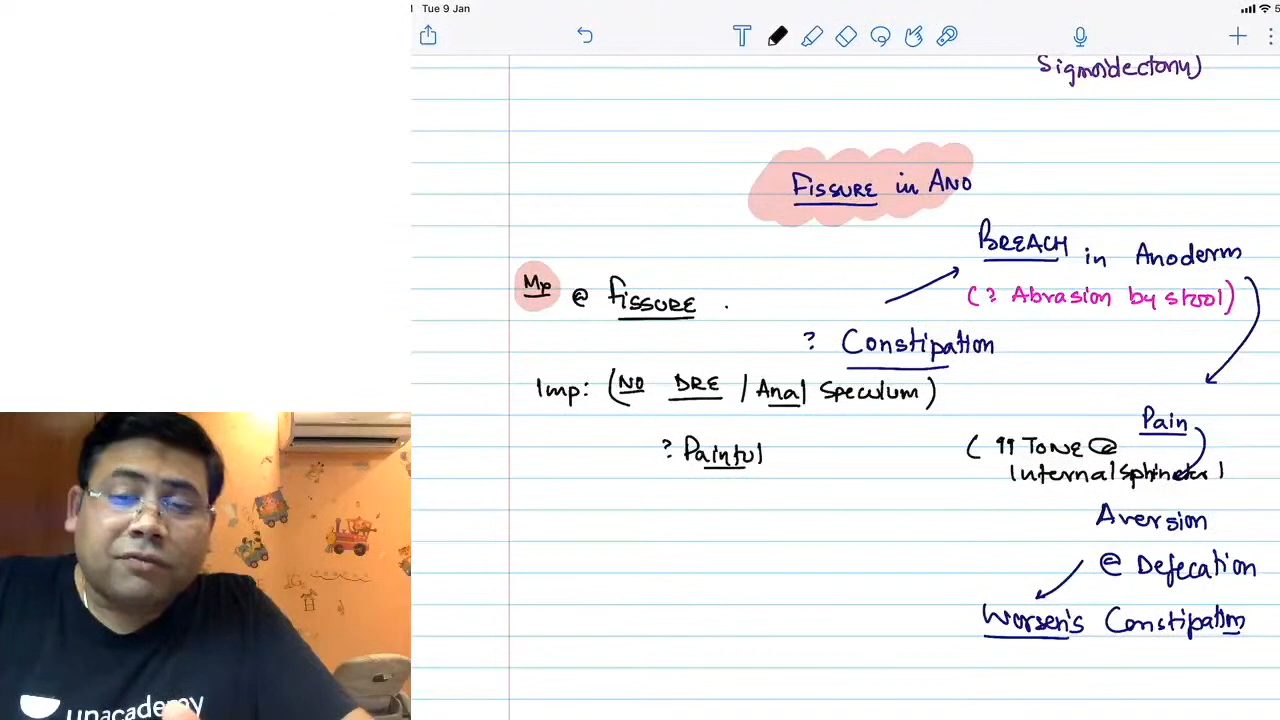 Tue 9 Jan
Sigmoidectomy)
FISSURE in ANO
BREACH in Anoderm
(? Abrasion by stool)
Mx @ FISSURE .
? Constipation
Imp: (NO DRE / Anal Speculum)
? Painful
Pain
( ↑↑ TONE @
Internal Sphincter)
Aversion
@ Defecation
Worsen's Constipation
unacademy